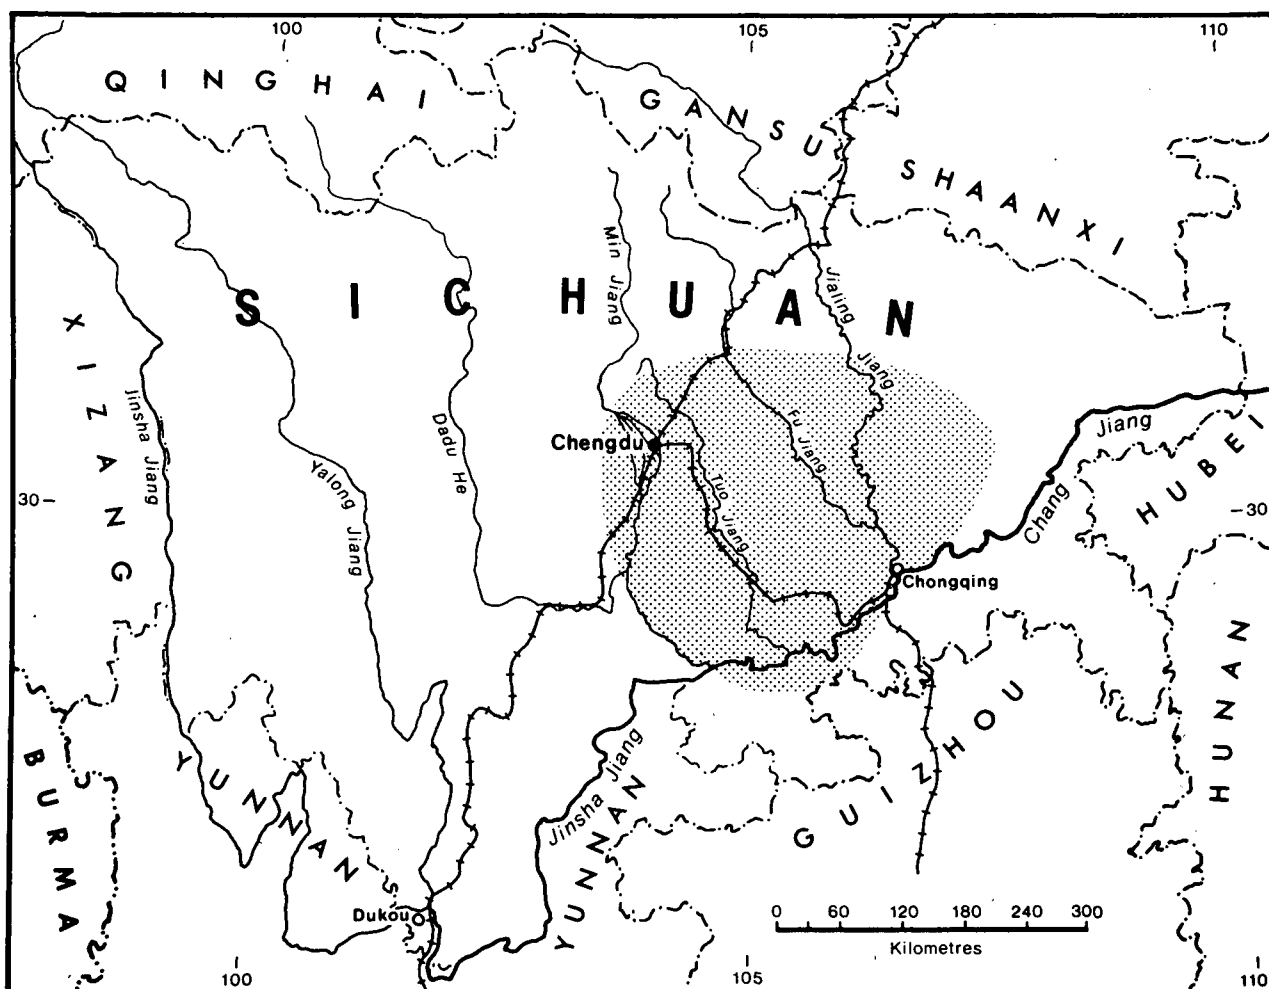 100
105
110
QINGHAI
GANSU
SHAANXI
SICHUAN
Min Jiang
Jialing
Jiang
XIZANG
Jinsha Jiang
Dadu He
Yalong Jiang
Chengdu
Fu Jiang
Tuo
Jiang
Jiang
Chang
HUBEI
30
30
Chongqing
HUNAN
BURMA
YUNNAN
Jinsha Jiang
YUNNAN
GUIZHOU
Dukou
0 60 120 180 240 300
Kilometres
100
105
110